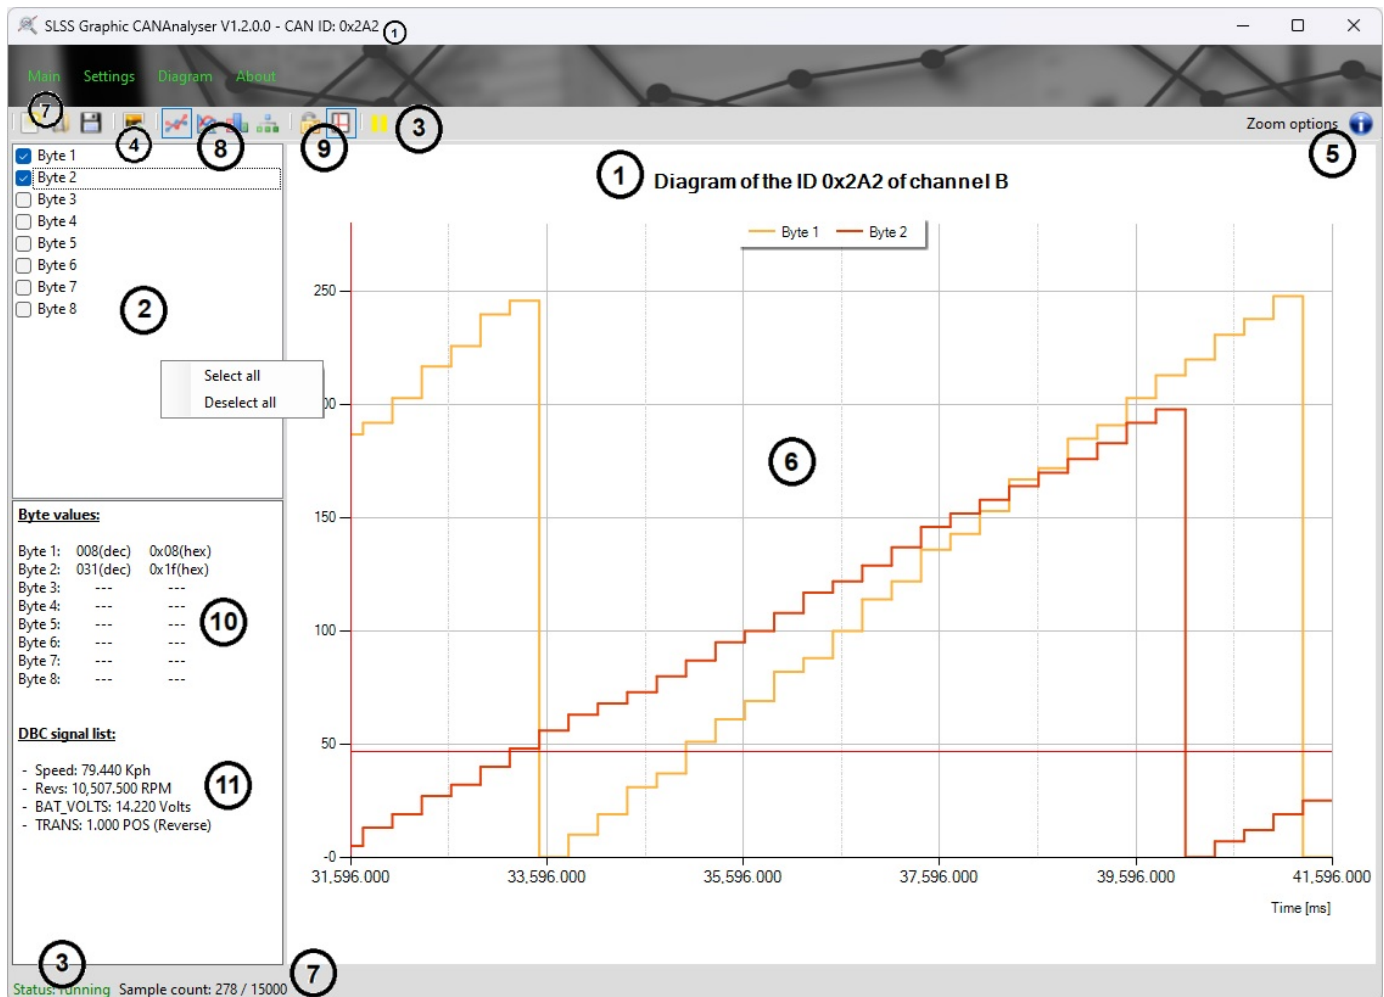 SLSS Graphic CANAnalyser V1.2.0.0 - CAN ID: 0x2A2 1
Main Settings Diagram About
7
3
4
8
9
Zoom options
5
Byte 1
Byte 2
Byte 3
Byte 4
Byte 5
Byte 6
Byte 7
Byte 8
2
Select all
Deselect all
Byte values:
Byte 1: 008(dec) 0x08(hex)
Byte 2: 031(dec) 0x1f(hex)
Byte 3: --- ---
Byte 4: --- ---
Byte 5: --- ---
Byte 6: --- ---
Byte 7: --- ---
Byte 8: --- ---
10
DBC signal list:
- Speed: 79.440 Kph
- Revs: 10,507.500 RPM
- BAT_VOLTS: 14.220 Volts
- TRANS: 1.000 POS (Reverse)
11
1 Diagram of the ID 0x2A2 of channel B
Byte 1 Byte 2
250
150
100
50
-0
6
31,596.000 33,596.000 35,596.000 37,596.000 39,596.000 41,596.000
Time [ms]
3
7
Status: running Sample count: 278 / 15000